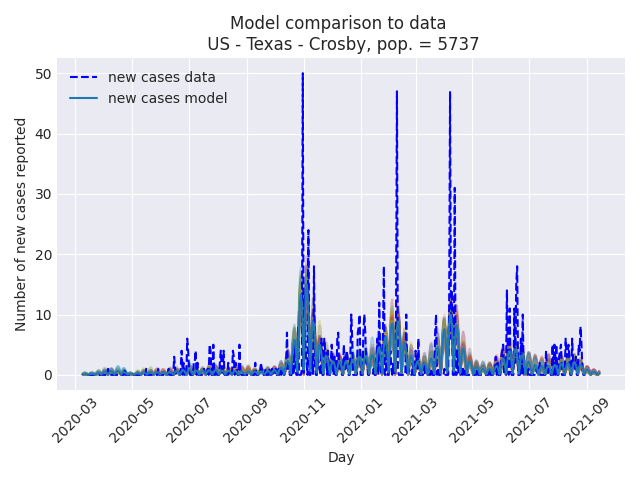 Model comparison to data
US - Texas - Crosby, pop. = 5737
new cases data
new cases model
Number of new cases reported
50
40
30
20
10
0
2020-03
2020-05
2020-07
2020-09
2020-11
2021-01
2021-03
2021-05
2021-07
2021-09
Day